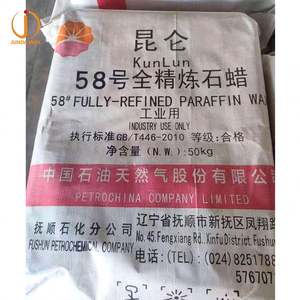 昆仑
KunLun
58号全精炼石蜡
58# FULLY-REFINED PARAFFIN WA
工业用
INDUSTRY USE ONLY
执行标准GB/T446-2010 等级:合格
净含量(N.W.):50kg
中国石油天然气股份有限公
PETROCHINA COMPANY LIMITED
抚顺石化分公司
FUSHUN PETROCHEMICAL COMPANY
辽宁省抚顺市新抚区凤翔路
No.45.Fengxiang Rd.Xinfu District.Fushun
电话:TEL:(024)8251788
576707